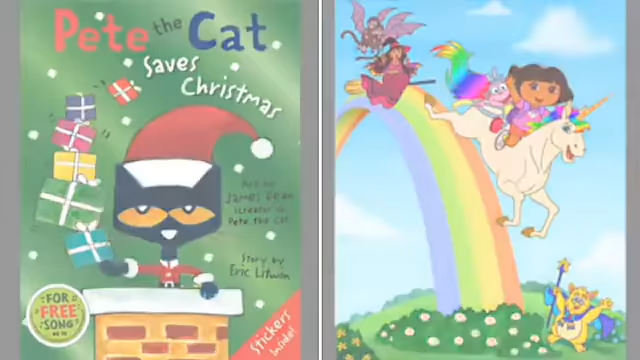 Pete the Cat
Saves
Christmas
Art by
James Dean
(creator of
Pete the Cat)
Story by
Eric Litwin
FOR
FREE
SONG
Stickers
Inside!